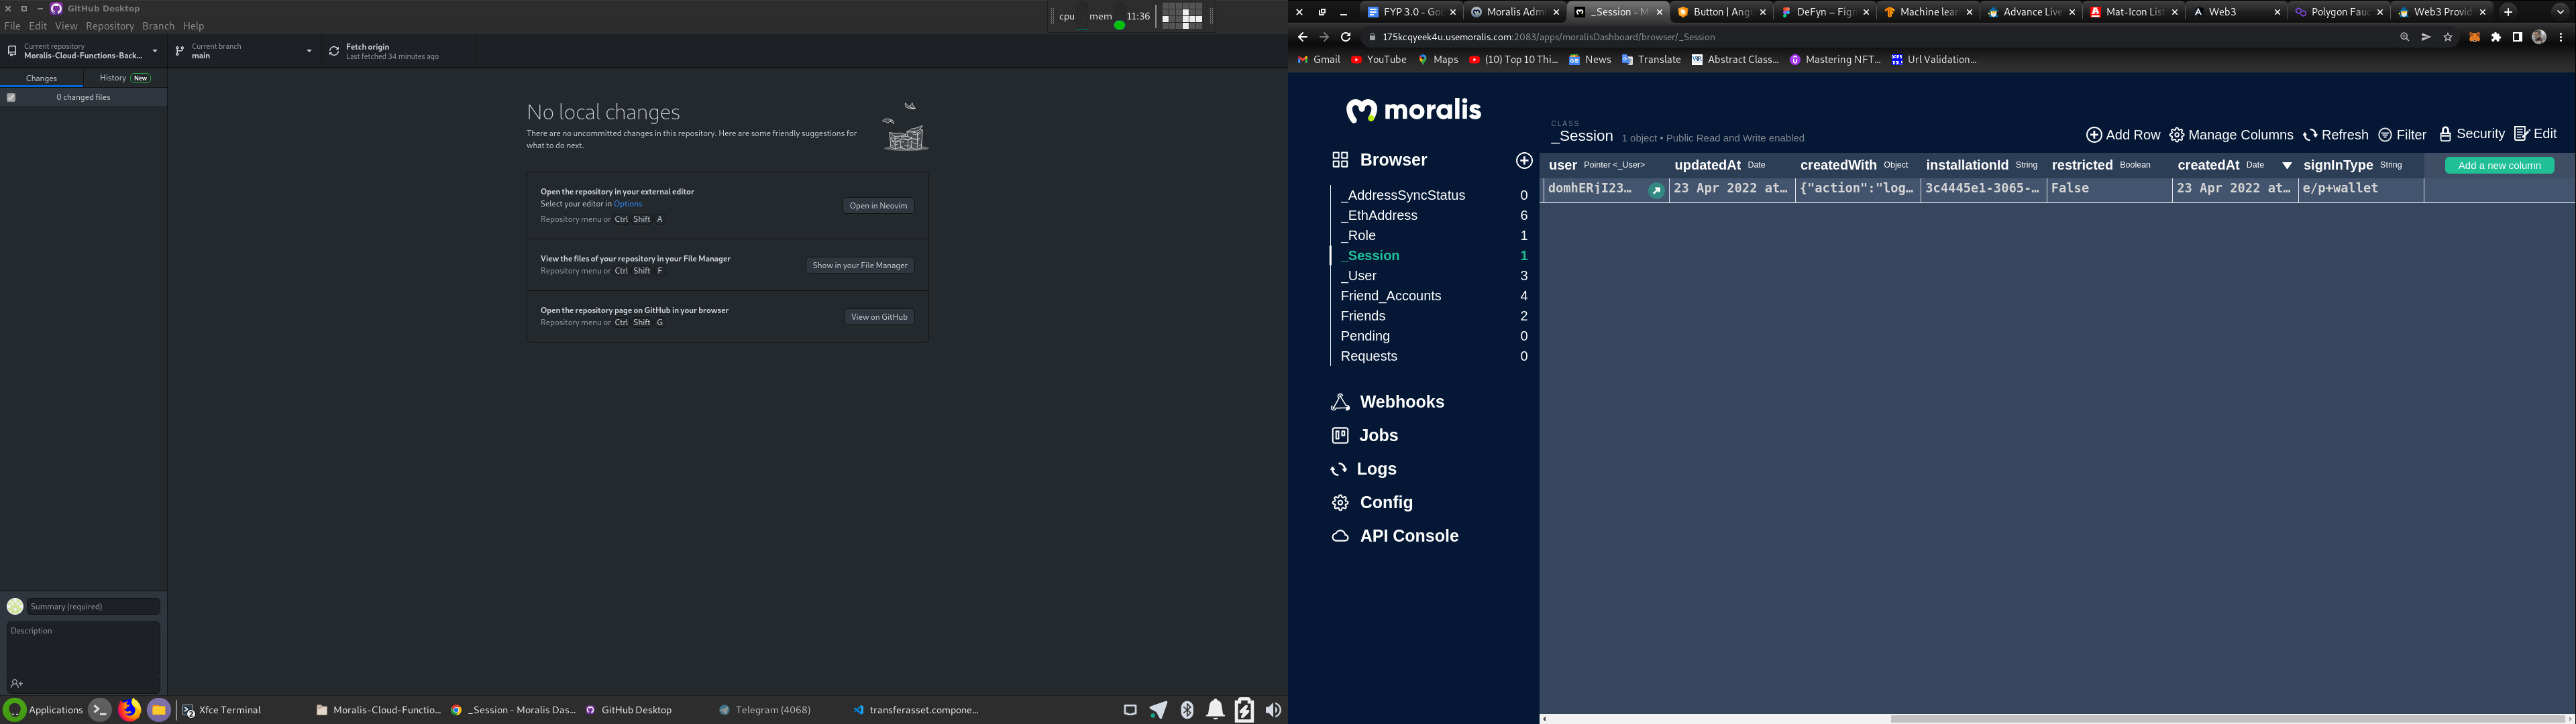 GitHub Desktop
cpu mem 11:36
File Edit View Repository Branch Help
Current repository
Moralis-Cloud-Functions-Back...
Current branch
main
Fetch origin
Last fetched 34 minutes ago
Changes History New
0 changed files
No local changes
There are no uncommitted changes in this repository. Here are some friendly suggestions for
what to do next.
Open the repository in your external editor
Select your editor in Options
Repository menu or Ctrl Shift A
Open in Neovim
View the files of your repository in your File Manager
Repository menu or Ctrl Shift F
Show in your File Manager
Open the repository page on GitHub in your browser
Repository menu or Ctrl Shift G
View on GitHub
Summary (required)
Description
Applications
2 Xfce Terminal
Moralis-Cloud-Functio...
_Session - Moralis Das...
GitHub Desktop
Telegram (4068)
transferasset.compone...
FYP 3.0 - Goo
Moralis Adm
_Session - M
Button | Ang
DeFyn – Figm
Machine lear
Advance Live
Mat-Icon List
Web3
Polygon Fauc
Web3 Provid
175kcqyeek4u.usemoralis.com:2083/apps/moralisDashboard/browser/_Session
Gmail YouTube Maps (10) Top 10 Thi... News Translate Abstract Class... Mastering NFT... Url Validation...
moralis
Browser
_AddressSyncStatus 0
_EthAddress 6
_Role 1
_Session 1
_User 3
Friend_Accounts 4
Friends 2
Pending 0
Requests 0
Webhooks
Jobs
Logs
Config
API Console
CLASS
_Session 1 object • Public Read and Write enabled
Add Row Manage Columns Refresh Filter Security Edit
user Pointer <_User> updatedAt Date createdWith Object installationId String restricted Boolean createdAt Date signInType String Add a new column
domhERjI23... 23 Apr 2022 at... {"action":"log... 3c4445e1-3065-... False 23 Apr 2022 at... e/p+wallet